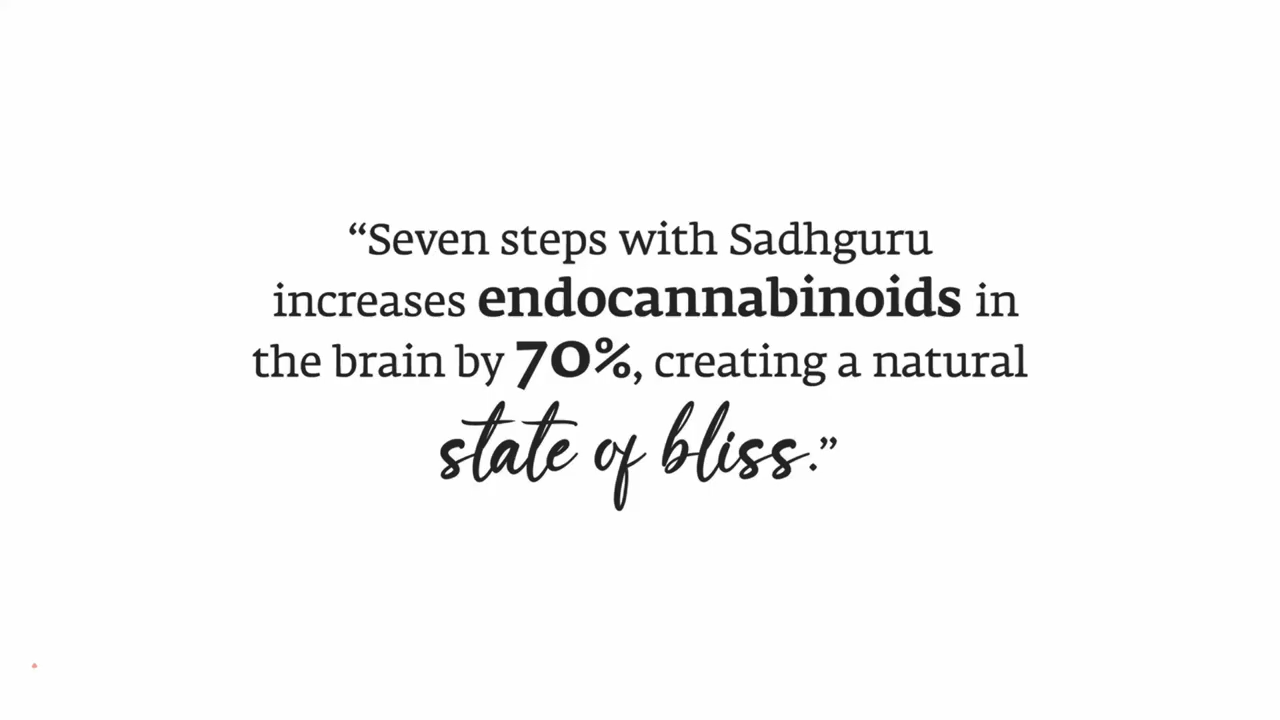 “Seven steps with Sadhguru
increases endocannabinoids in
the brain by 70%, creating a natural
state of bliss.”